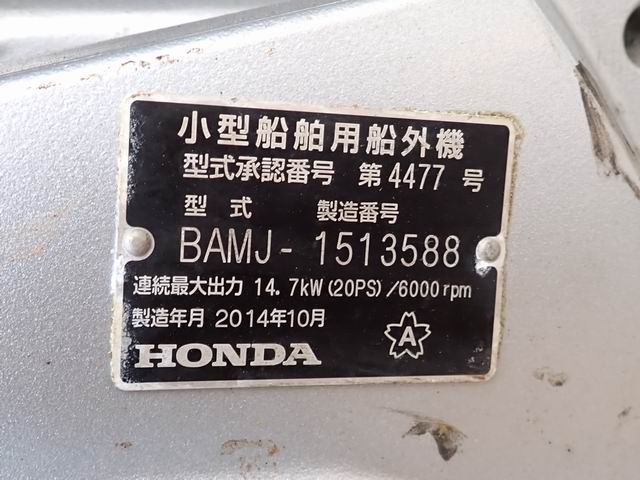 小型船舶用船外機
型式承認番号 第4477号
型式 製造番号
BAMJ-1513588
連続最大出力 14.7kW(20PS)/6000rpm
製造年月 2014年10月
HONDA A